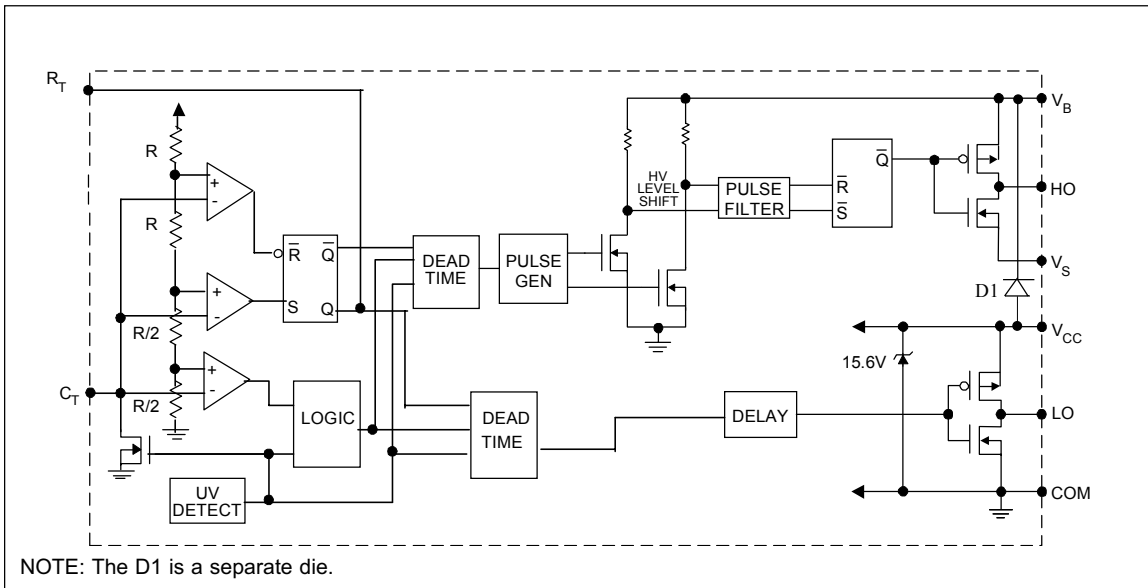 R_T
V_B
R
+
-
HV
LEVEL
SHIFT
PULSE
FILTER
R̅
S̅
Q̅
HO
R
R̅
Q̅
S
Q
DEAD
TIME
PULSE
GEN
V_S
D1
+
-
R/2
V_CC
15.6V
+
-
R/2
C_T
LOGIC
DEAD
TIME
DELAY
LO
UV
DETECT
COM
NOTE: The D1 is a separate die.